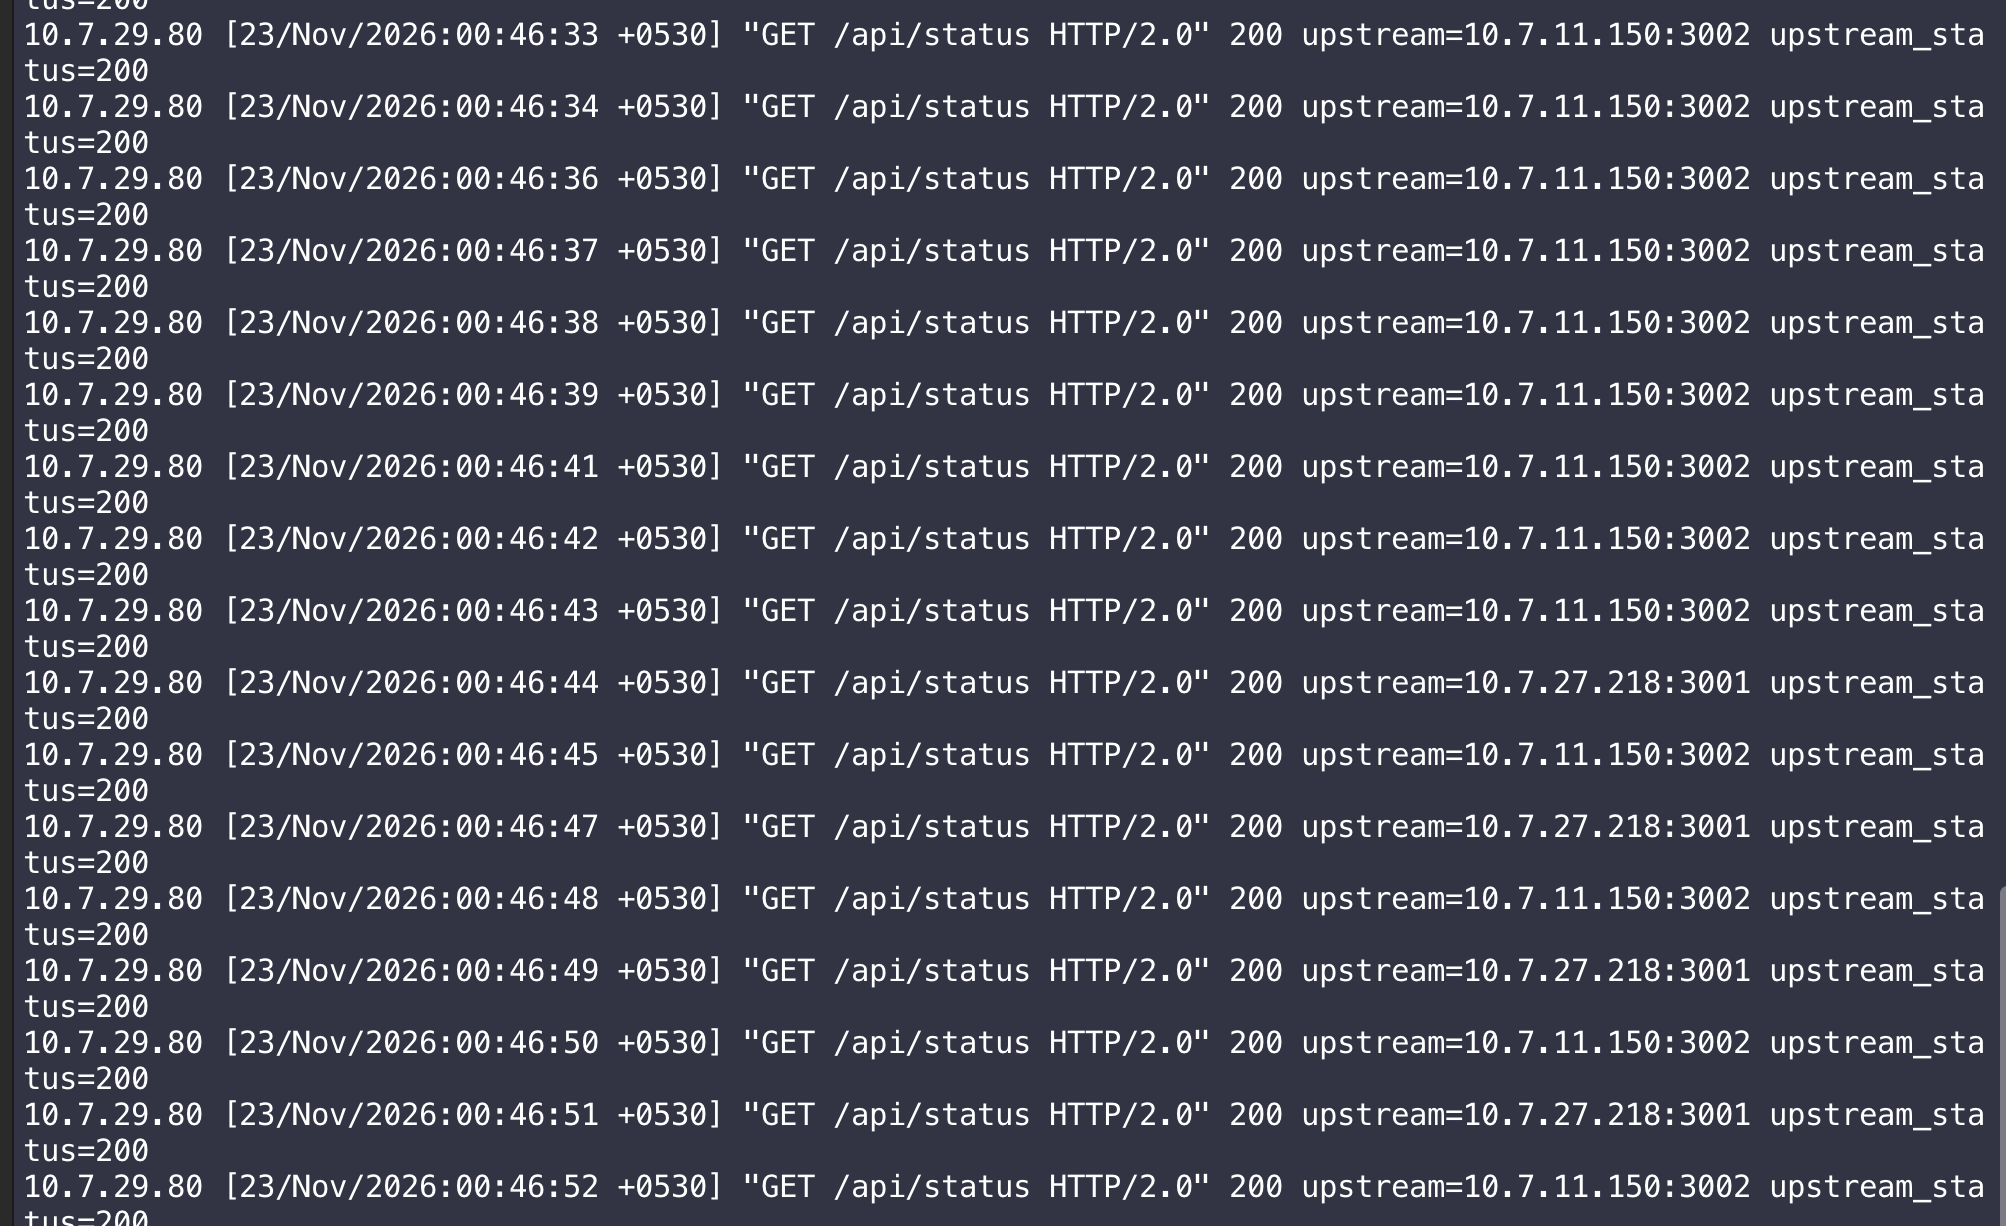 tus=200
10.7.29.80 [23/Nov/2026:00:46:33 +0530] "GET /api/status HTTP/2.0" 200 upstream=10.7.11.150:3002 upstream_sta
tus=200
10.7.29.80 [23/Nov/2026:00:46:34 +0530] "GET /api/status HTTP/2.0" 200 upstream=10.7.11.150:3002 upstream_sta
tus=200
10.7.29.80 [23/Nov/2026:00:46:36 +0530] "GET /api/status HTTP/2.0" 200 upstream=10.7.11.150:3002 upstream_sta
tus=200
10.7.29.80 [23/Nov/2026:00:46:37 +0530] "GET /api/status HTTP/2.0" 200 upstream=10.7.11.150:3002 upstream_sta
tus=200
10.7.29.80 [23/Nov/2026:00:46:38 +0530] "GET /api/status HTTP/2.0" 200 upstream=10.7.11.150:3002 upstream_sta
tus=200
10.7.29.80 [23/Nov/2026:00:46:39 +0530] "GET /api/status HTTP/2.0" 200 upstream=10.7.11.150:3002 upstream_sta
tus=200
10.7.29.80 [23/Nov/2026:00:46:41 +0530] "GET /api/status HTTP/2.0" 200 upstream=10.7.11.150:3002 upstream_sta
tus=200
10.7.29.80 [23/Nov/2026:00:46:42 +0530] "GET /api/status HTTP/2.0" 200 upstream=10.7.11.150:3002 upstream_sta
tus=200
10.7.29.80 [23/Nov/2026:00:46:43 +0530] "GET /api/status HTTP/2.0" 200 upstream=10.7.11.150:3002 upstream_sta
tus=200
10.7.29.80 [23/Nov/2026:00:46:44 +0530] "GET /api/status HTTP/2.0" 200 upstream=10.7.27.218:3001 upstream_sta
tus=200
10.7.29.80 [23/Nov/2026:00:46:45 +0530] "GET /api/status HTTP/2.0" 200 upstream=10.7.11.150:3002 upstream_sta
tus=200
10.7.29.80 [23/Nov/2026:00:46:47 +0530] "GET /api/status HTTP/2.0" 200 upstream=10.7.27.218:3001 upstream_sta
tus=200
10.7.29.80 [23/Nov/2026:00:46:48 +0530] "GET /api/status HTTP/2.0" 200 upstream=10.7.11.150:3002 upstream_sta
tus=200
10.7.29.80 [23/Nov/2026:00:46:49 +0530] "GET /api/status HTTP/2.0" 200 upstream=10.7.27.218:3001 upstream_sta
tus=200
10.7.29.80 [23/Nov/2026:00:46:50 +0530] "GET /api/status HTTP/2.0" 200 upstream=10.7.11.150:3002 upstream_sta
tus=200
10.7.29.80 [23/Nov/2026:00:46:51 +0530] "GET /api/status HTTP/2.0" 200 upstream=10.7.27.218:3001 upstream_sta
tus=200
10.7.29.80 [23/Nov/2026:00:46:52 +0530] "GET /api/status HTTP/2.0" 200 upstream=10.7.11.150:3002 upstream_sta
tus=200